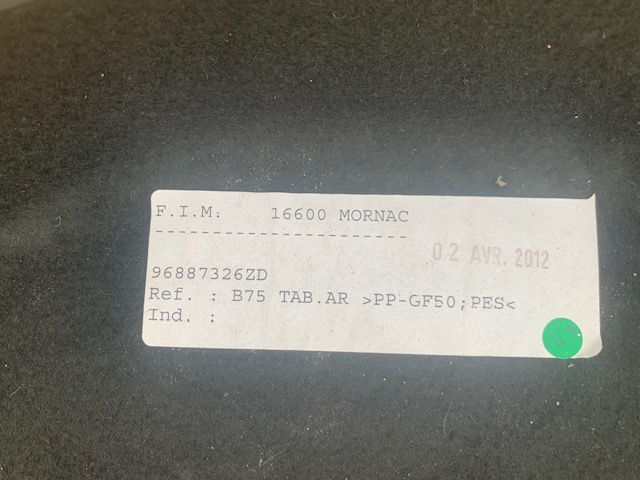 F.I.M. 16600 MORNAC
----------------------
02 AVR. 2012
96887326ZD
Ref. : B75 TAB.AR >PP-GF50;PES<
Ind. :